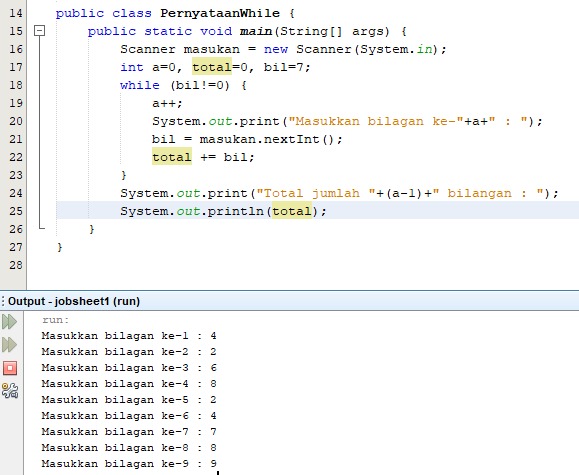 14 public class PernyataanWhile {
15 public static void main(String[] args) {
16 Scanner masukan = new Scanner(System.in);
17 int a=0, total=0, bil=7;
18 while (bil!=0) {
19 a++;
20 System.out.print("Masukkan bilagan ke-"+a+" : ");
21 bil = masukan.nextInt();
22 total += bil;
23 }
24 System.out.print("Total jumlah "+(a-1)+" bilangan : ");
25 System.out.println(total);
26 }
27 }
28
Output - jobsheet1 (run)
run:
Masukkan bilagan ke-1 : 4
Masukkan bilagan ke-2 : 2
Masukkan bilagan ke-3 : 6
Masukkan bilagan ke-4 : 8
Masukkan bilagan ke-5 : 2
Masukkan bilagan ke-6 : 4
Masukkan bilagan ke-7 : 7
Masukkan bilagan ke-8 : 8
Masukkan bilagan ke-9 : 9